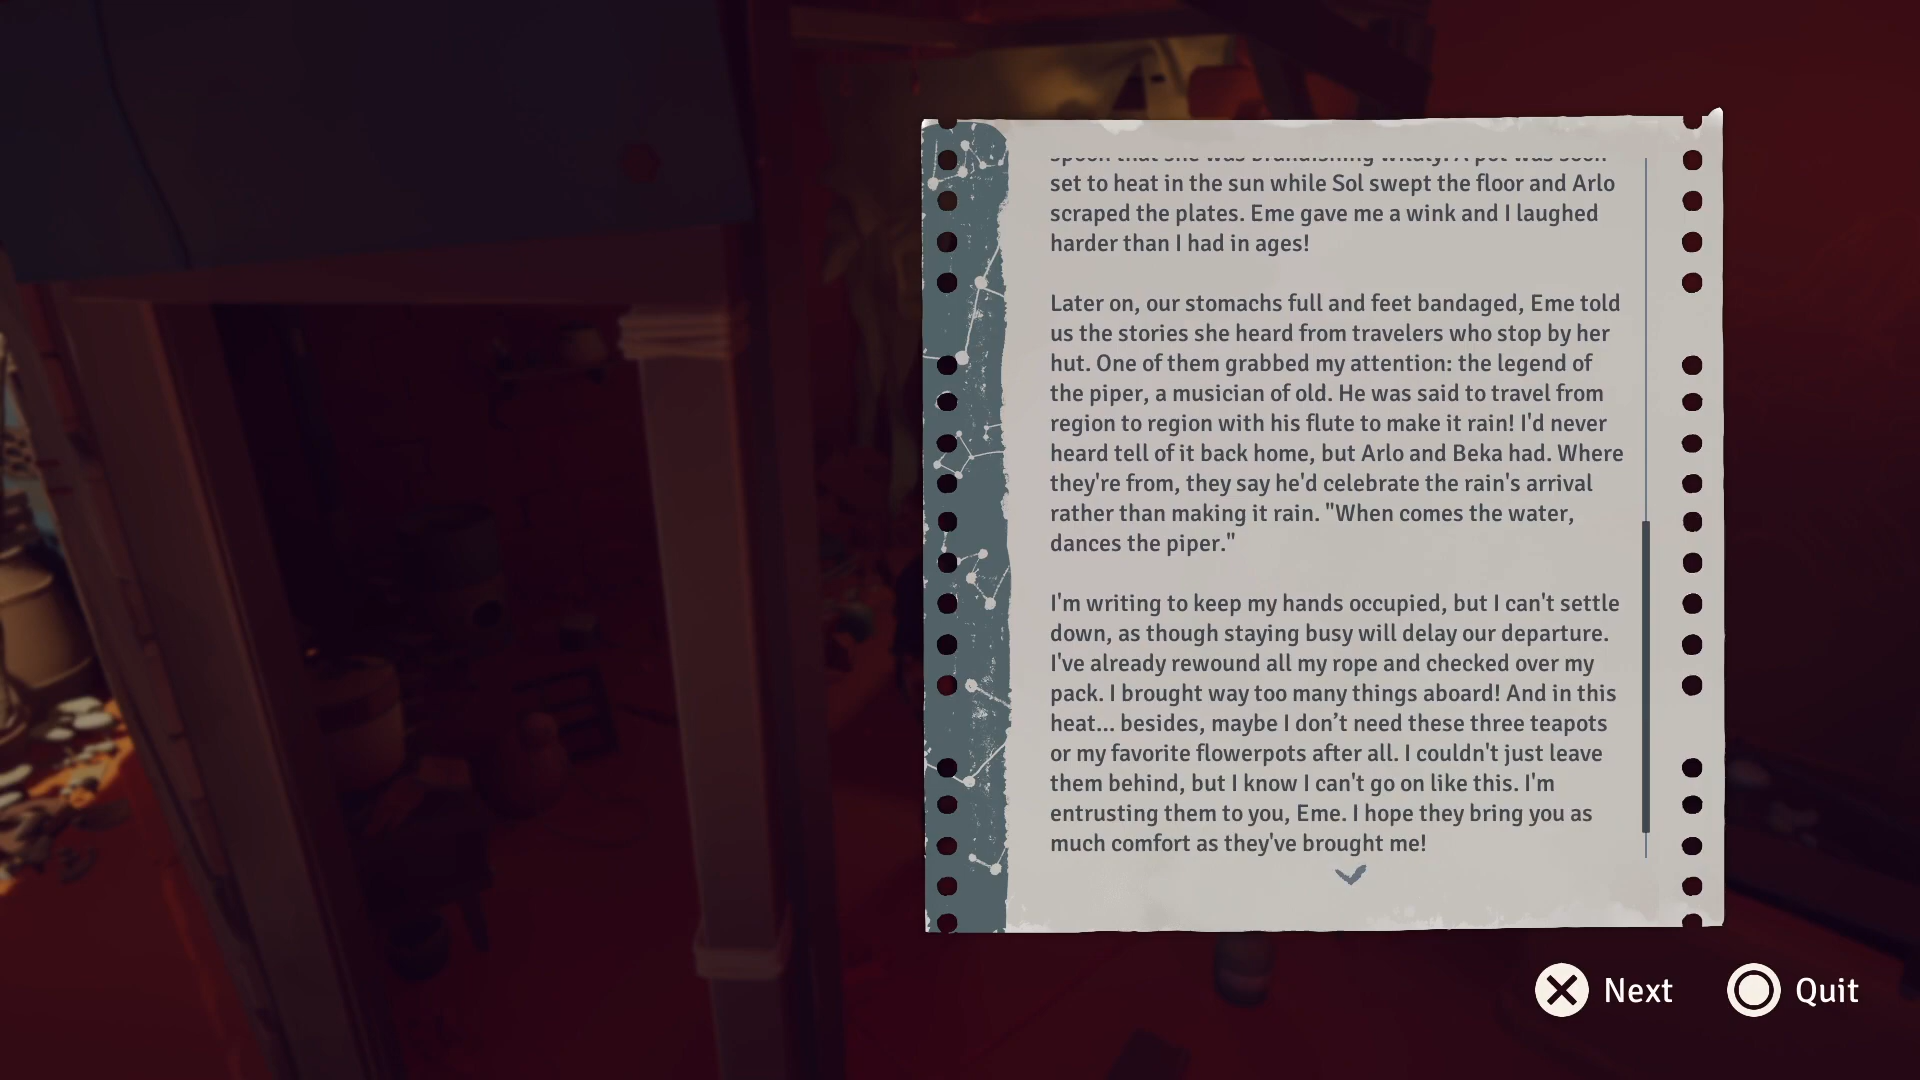 spoon that she was brandishing wildly. A pot was soon
set to heat in the sun while Sol swept the floor and Arlo
scraped the plates. Eme gave me a wink and I laughed
harder than I had in ages!
Later on, our stomachs full and feet bandaged, Eme told
us the stories she heard from travelers who stop by her
hut. One of them grabbed my attention: the legend of
the piper, a musician of old. He was said to travel from
region to region with his flute to make it rain! I'd never
heard tell of it back home, but Arlo and Beka had. Where
they're from, they say he'd celebrate the rain's arrival
rather than making it rain. "When comes the water,
dances the piper."
I'm writing to keep my hands occupied, but I can't settle
down, as though staying busy will delay our departure.
I've already rewound all my rope and checked over my
pack. I brought way too many things aboard! And in this
heat... besides, maybe I don’t need these three teapots
or my favorite flowerpots after all. I couldn't just leave
them behind, but I know I can't go on like this. I'm
entrusting them to you, Eme. I hope they bring you as
much comfort as they've brought me!
Next
Quit